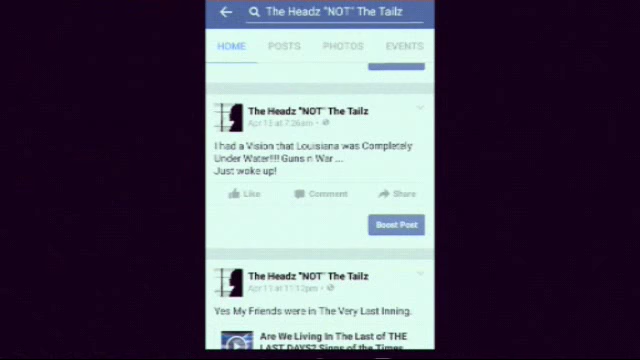 The Headz "NOT" The Tailz
HOME POSTS PHOTOS EVENTS
The Headz "NOT" The Tailz
Apr 13 at 7:26am
I had a Vision that Louisiana was Completely
Under Water!!!! Guns n War ...
Just woke up!
Like Comment Share
Boost Post
The Headz "NOT" The Tailz
Apr 11 at 11:12pm
Yes My Friends were in The Very Last Inning.
Are We Living In The Last of THE
LAST DAYS? Signs of the Times